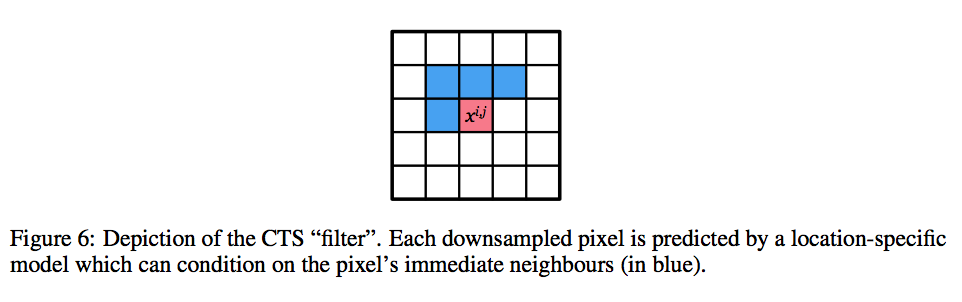 x^{i,j}
Figure 6: Depiction of the CTS “filter”. Each downsampled pixel is predicted by a location-specific
model which can condition on the pixel’s immediate neighbours (in blue).